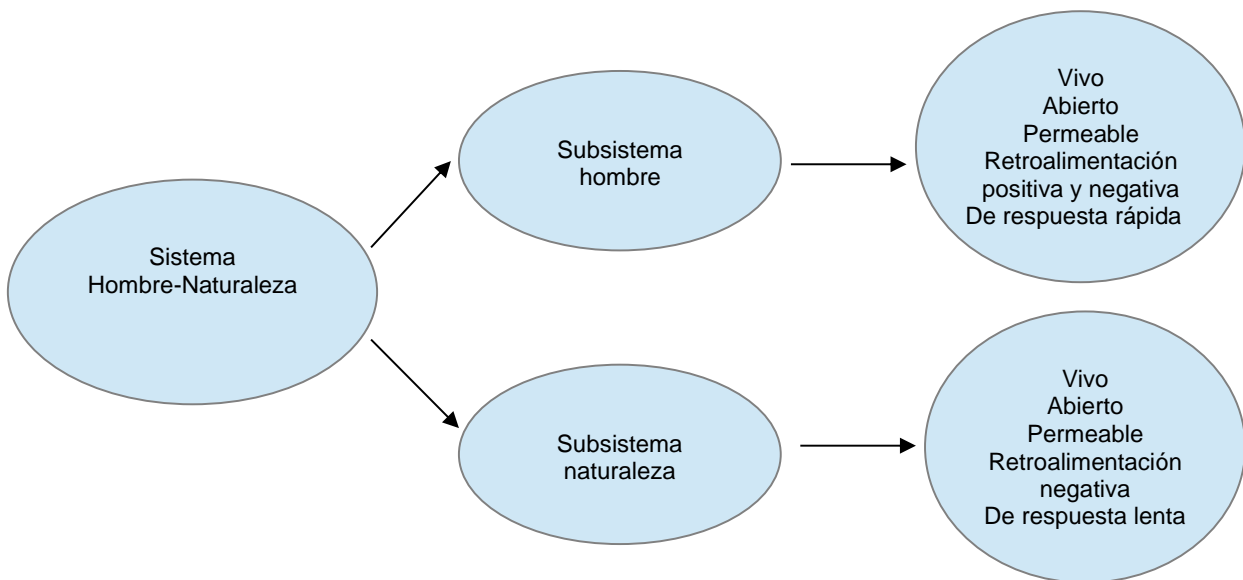 Sistema
Hombre-Naturaleza
Subsistema
hombre
Vivo
Abierto
Permeable
Retroalimentación
positiva y negativa
De respuesta rápida
Subsistema
naturaleza
Vivo
Abierto
Permeable
Retroalimentación
negativa
De respuesta lenta